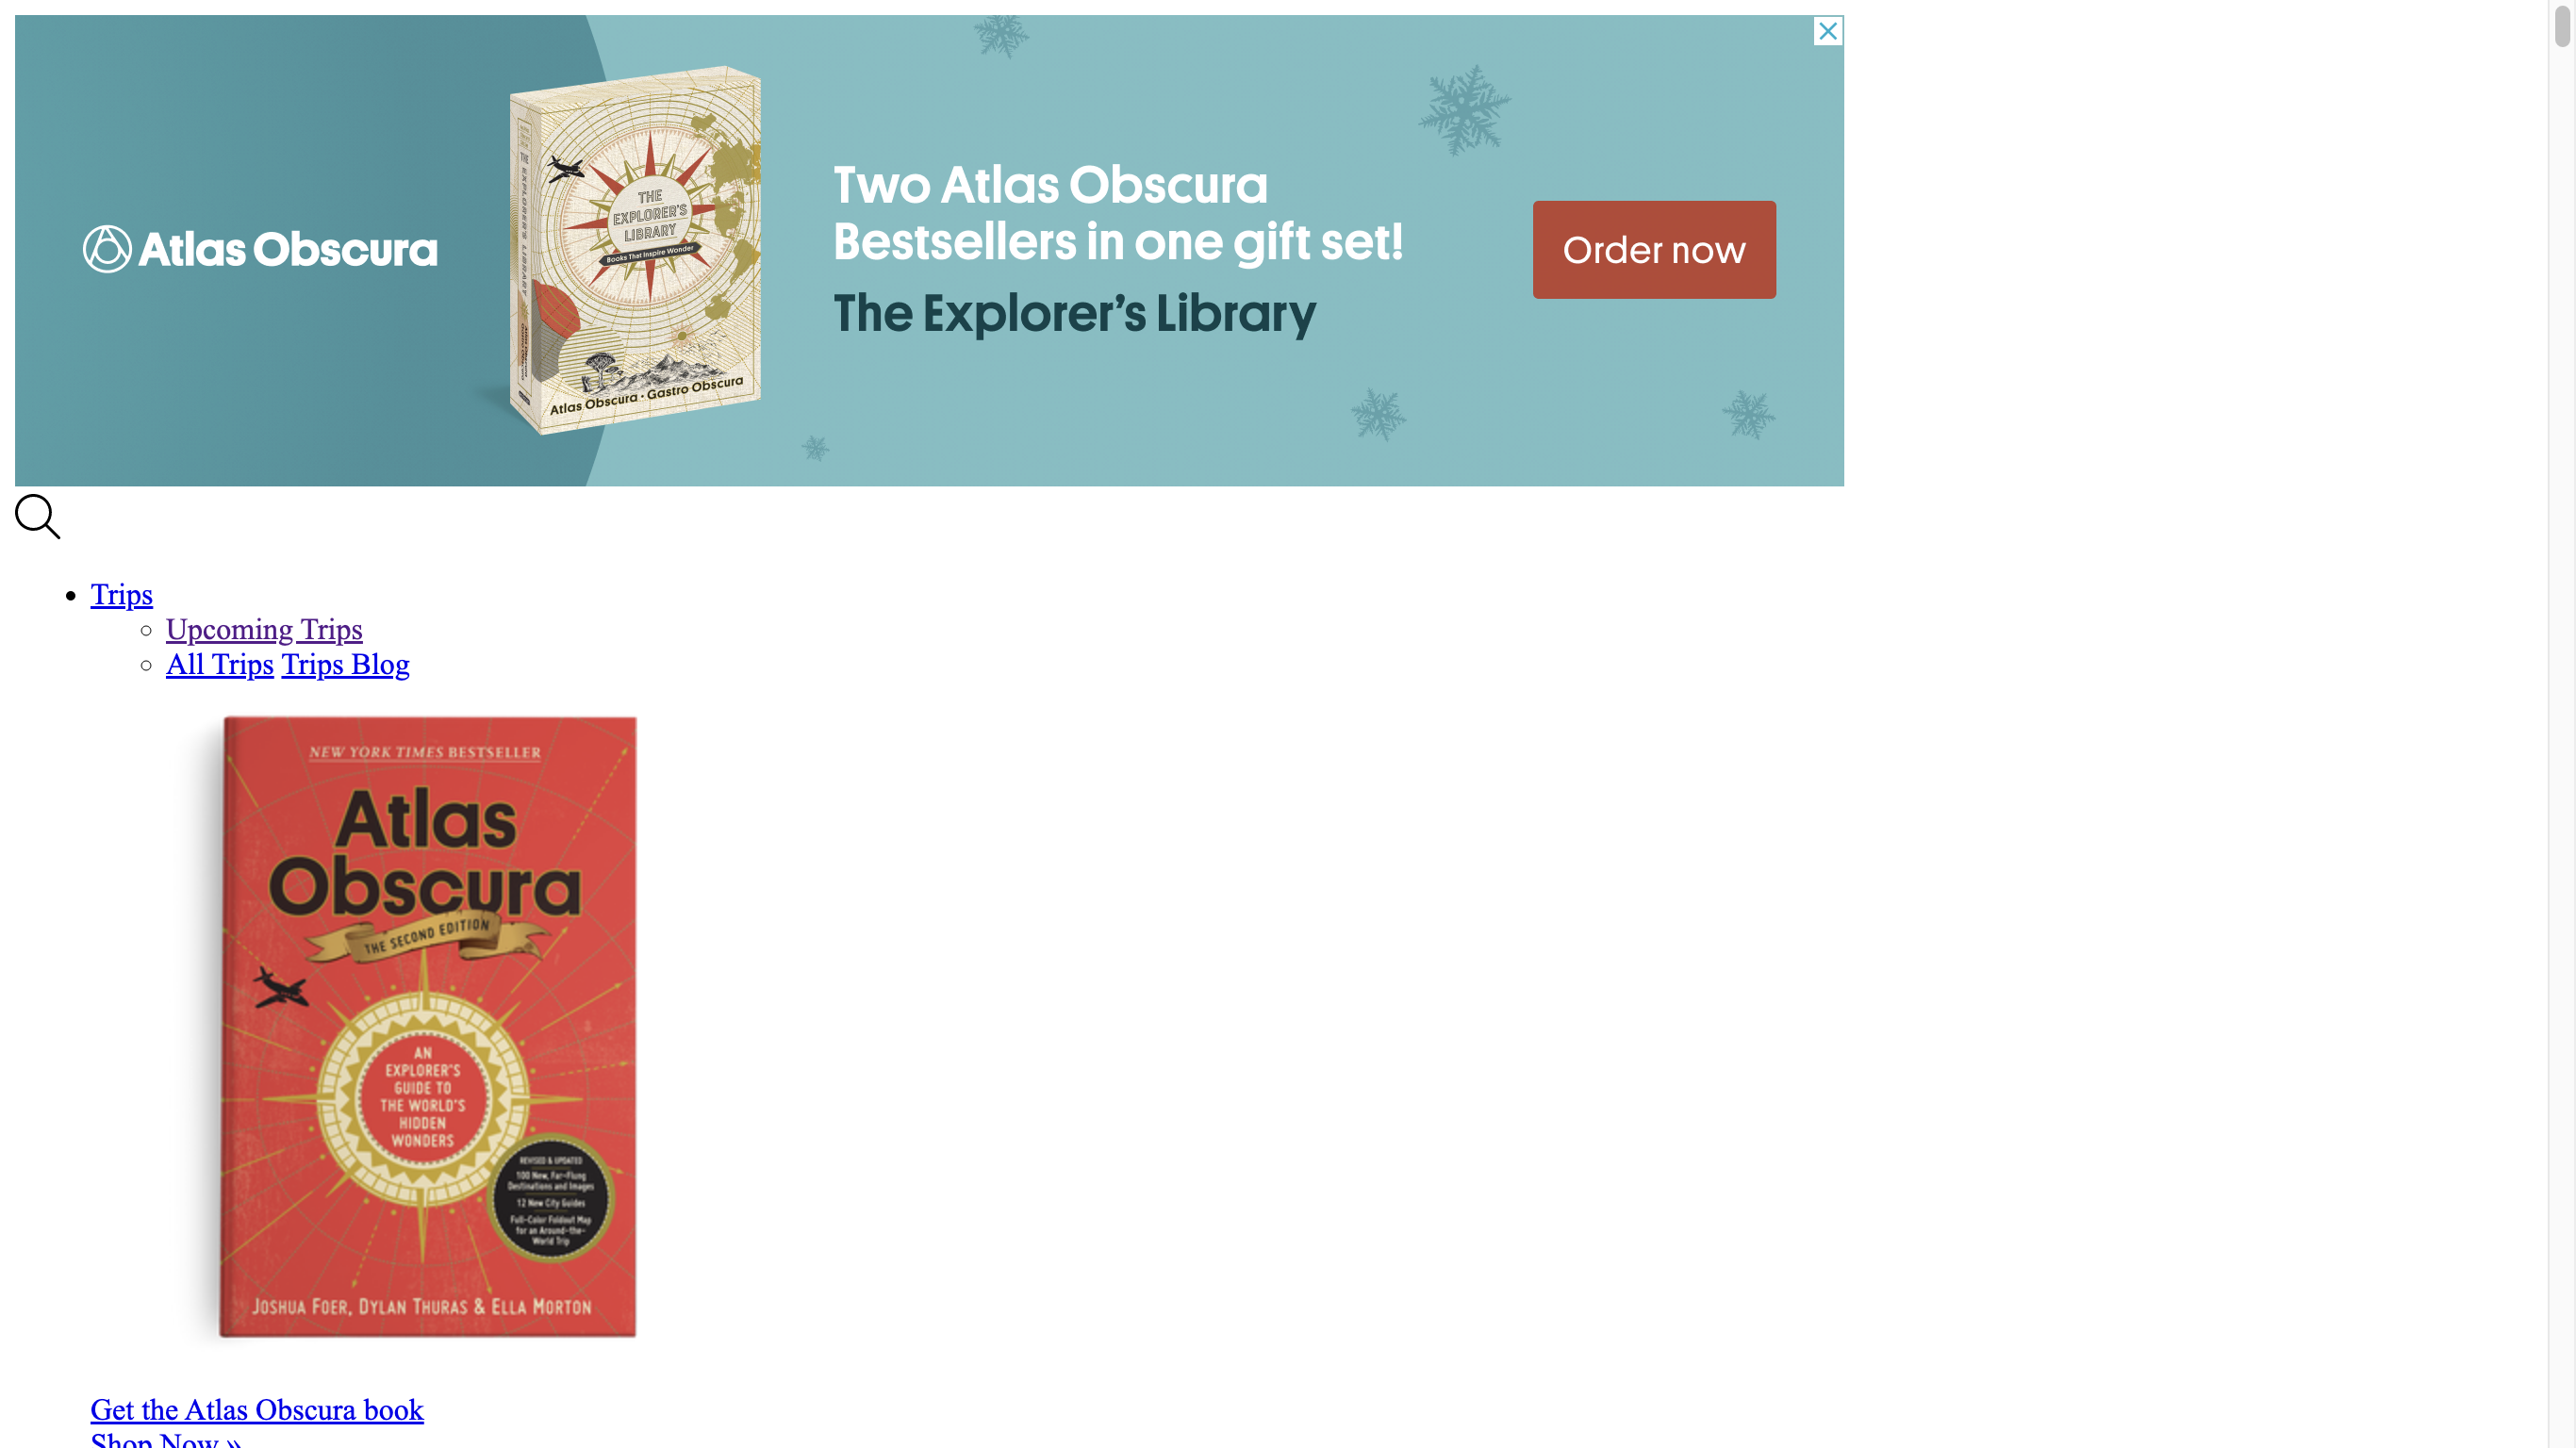 Atlas Obscura
THE
EXPLORER'S
LIBRARY
Books That Inspire Wonder
Atlas Obscura · Gastro Obscura
THE EXPLORER'S LIBRARY
Two Atlas Obscura
Bestsellers in one gift set!
The Explorer’s Library
Order now
Trips
Upcoming Trips
All Trips Trips Blog
NEW YORK TIMES BESTSELLER
Atlas
Obscura
THE SECOND EDITION
AN
EXPLORER'S
GUIDE TO
THE WORLD'S
HIDDEN
WONDERS
REVISED & UPDATED
100 New, Far-Flung
Destinations and Images
12 New City Guides
Full-Color Foldout Map
for an Around-the-
World Trip
JOSHUA FOER, DYLAN THURAS & ELLA MORTON
Get the Atlas Obscura book
Shop Now »